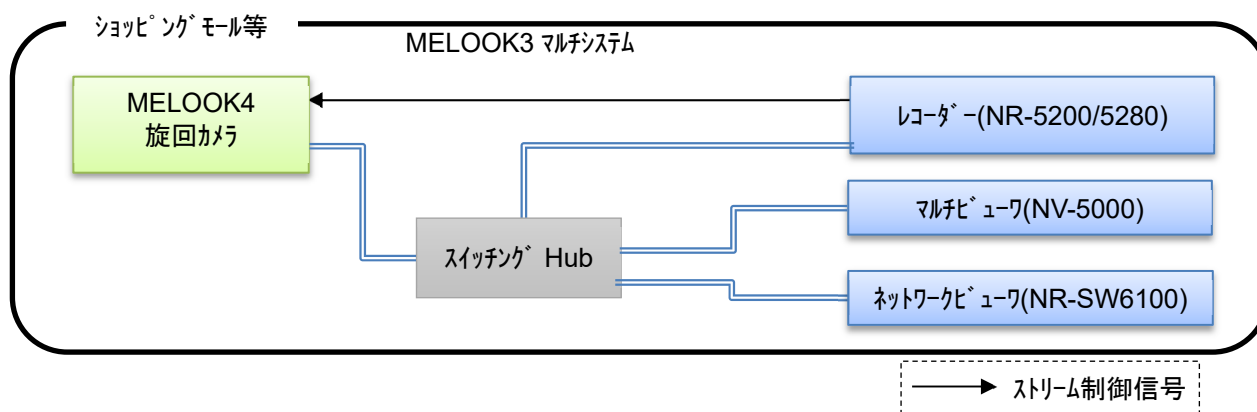 ショッピングモール等
MELOOK3 マルチシステム
MELOOK4
旋回カメラ
レコーダー(NR-5200/5280)
マルチビューワ(NV-5000)
スイッチング Hub
ネットワークビューワ(NR-SW6100)
ストリーム制御信号